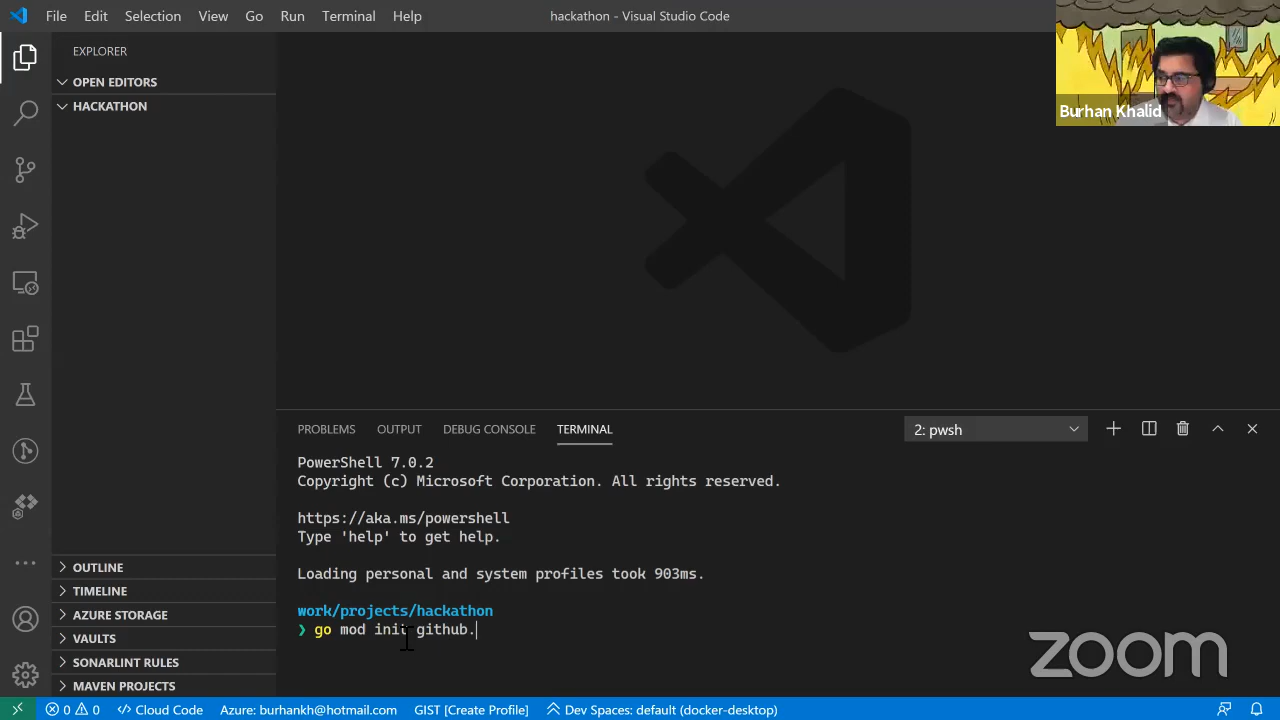 File Edit Selection View Go Run Terminal Help
hackathon - Visual Studio Code
Burhan Khalid
EXPLORER
OPEN EDITORS
HACKATHON
OUTLINE
TIMELINE
AZURE STORAGE
VAULTS
SONARLINT RULES
MAVEN PROJECTS
PROBLEMS OUTPUT DEBUG CONSOLE TERMINAL
2: pwsh
PowerShell 7.0.2
Copyright (c) Microsoft Corporation. All rights reserved.
https://aka.ms/powershell
Type 'help' to get help.
Loading personal and system profiles took 903ms.
work/projects/hackathon
❯ go mod init github.
zoom
0 0 Cloud Code Azure: burhankh@hotmail.com GIST [Create Profile] Dev Spaces: default (docker-desktop)